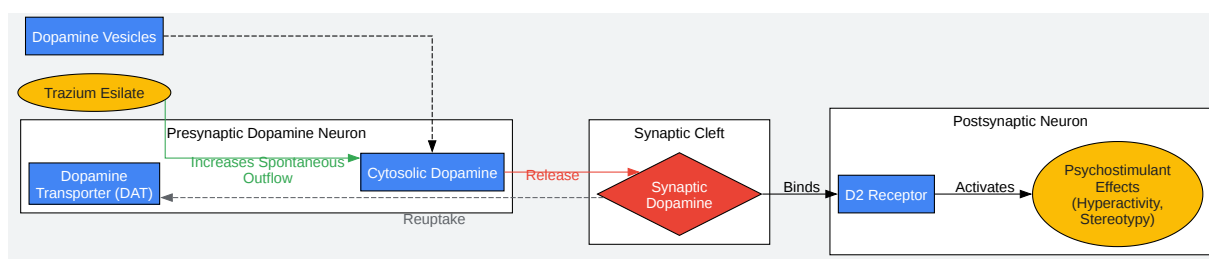 Dopamine Vesicles
Trazium Esilate
Presynaptic Dopamine Neuron
Increases Spontaneous
Outflow
Dopamine
Transporter (DAT)
Cytosolic Dopamine
Release
Reuptake
Synaptic Cleft
Synaptic
Dopamine
Binds
Postsynaptic Neuron
D2 Receptor
Activates
Psychostimulant
Effects
(Hyperactivity,
Stereotypy)